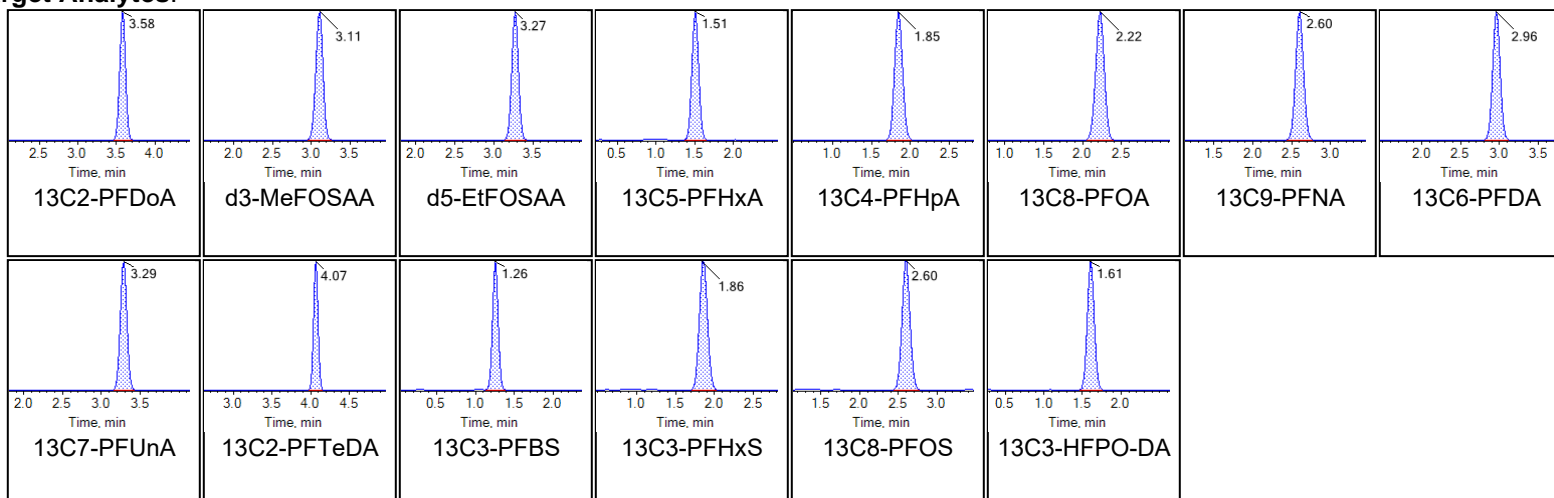 rget Analytes:
3.58 3.11 3.27 1.51 1.85 2.22 2.60 2.96
2.5 3.0 3.5 4.0 2.0 2.5 3.0 3.5 2.0 2.5 3.0 3.5 0.5 1.0 1.5 2.0 1.0 1.5 2.0 2.5 1.0 1.5 2.0 2.5 1.5 2.0 2.5 3.0 2.0 2.5 3.0 3.5
Time, min Time, min Time, min Time, min Time, min Time, min Time, min Time, min
13C2-PFDoA d3-MeFOSAA d5-EtFOSAA 13C5-PFHxA 13C4-PFHpA 13C8-PFOA 13C9-PFNA 13C6-PFDA
3.29 4.07 1.26 1.86 2.60 1.61
2.0 2.5 3.0 3.5 3.0 3.5 4.0 4.5 0.5 1.0 1.5 2.0 1.0 1.5 2.0 2.5 1.5 2.0 2.5 3.0 0.5 1.0 1.5 2.0
Time, min Time, min Time, min Time, min Time, min Time, min
13C7-PFUnA 13C2-PFTeDA 13C3-PFBS 13C3-PFHxS 13C8-PFOS 13C3-HFPO-DA